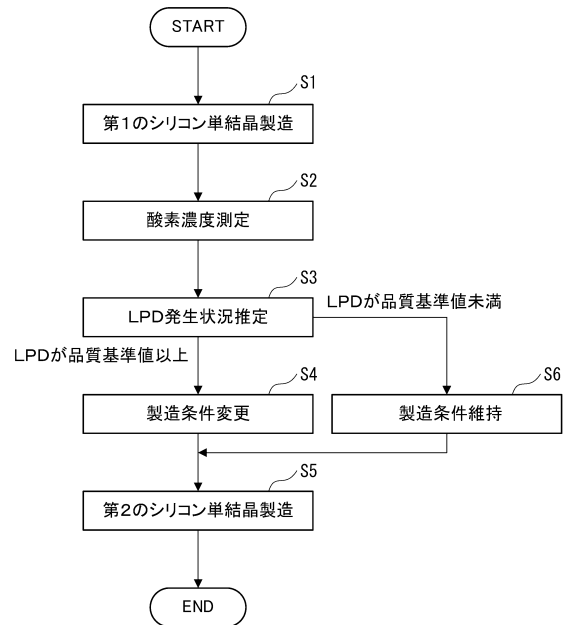 START
S1
第1のシリコン単結晶製造
S2
酸素濃度測定
S3
LPD発生状況推定
LPDが品質基準値未満
LPDが品質基準値以上
S4
製造条件変更
S6
製造条件維持
S5
第2のシリコン単結晶製造
END